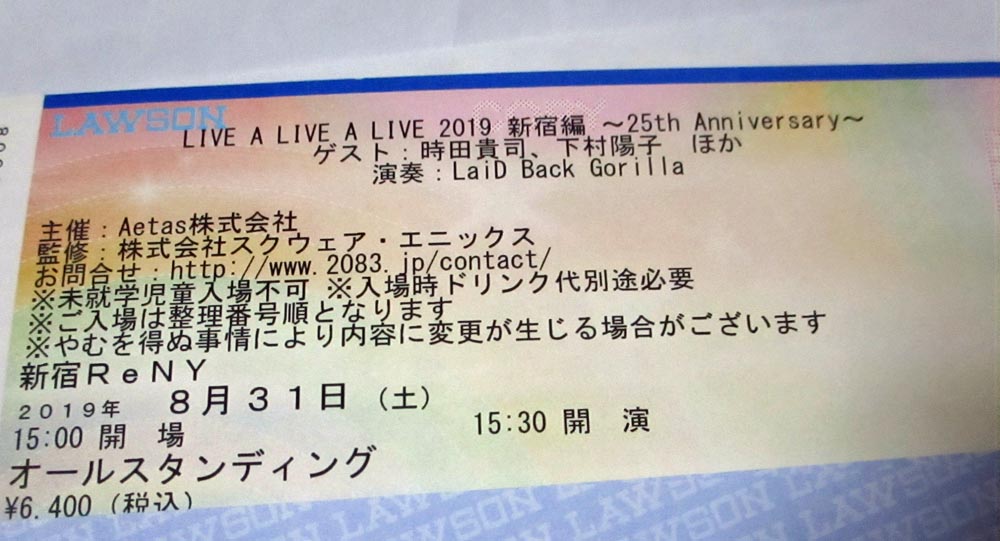 LAWSON
LIVE A LIVE A LIVE 2019 新宿編 ～25th Anniversary～
ゲスト：時田貴司、下村陽子　ほか
演奏：LaiD Back Gorilla
主催：Aetas株式会社
監修：株式会社スクウェア・エニックス
お問合せ：http://www.2083.jp/contact/
※未就学児童入場不可 ※入場時ドリンク代別途必要
※ご入場は整理番号順となります
※やむを得ぬ事情により内容に変更が生じる場合がございます
新宿ＲｅＮＹ
２０１９年　８月３１日（土）
15:00 開　場　15:30 開　演
オールスタンディング
¥6,400（税込）
LAWSON LAWSON LAWSON LAWSON